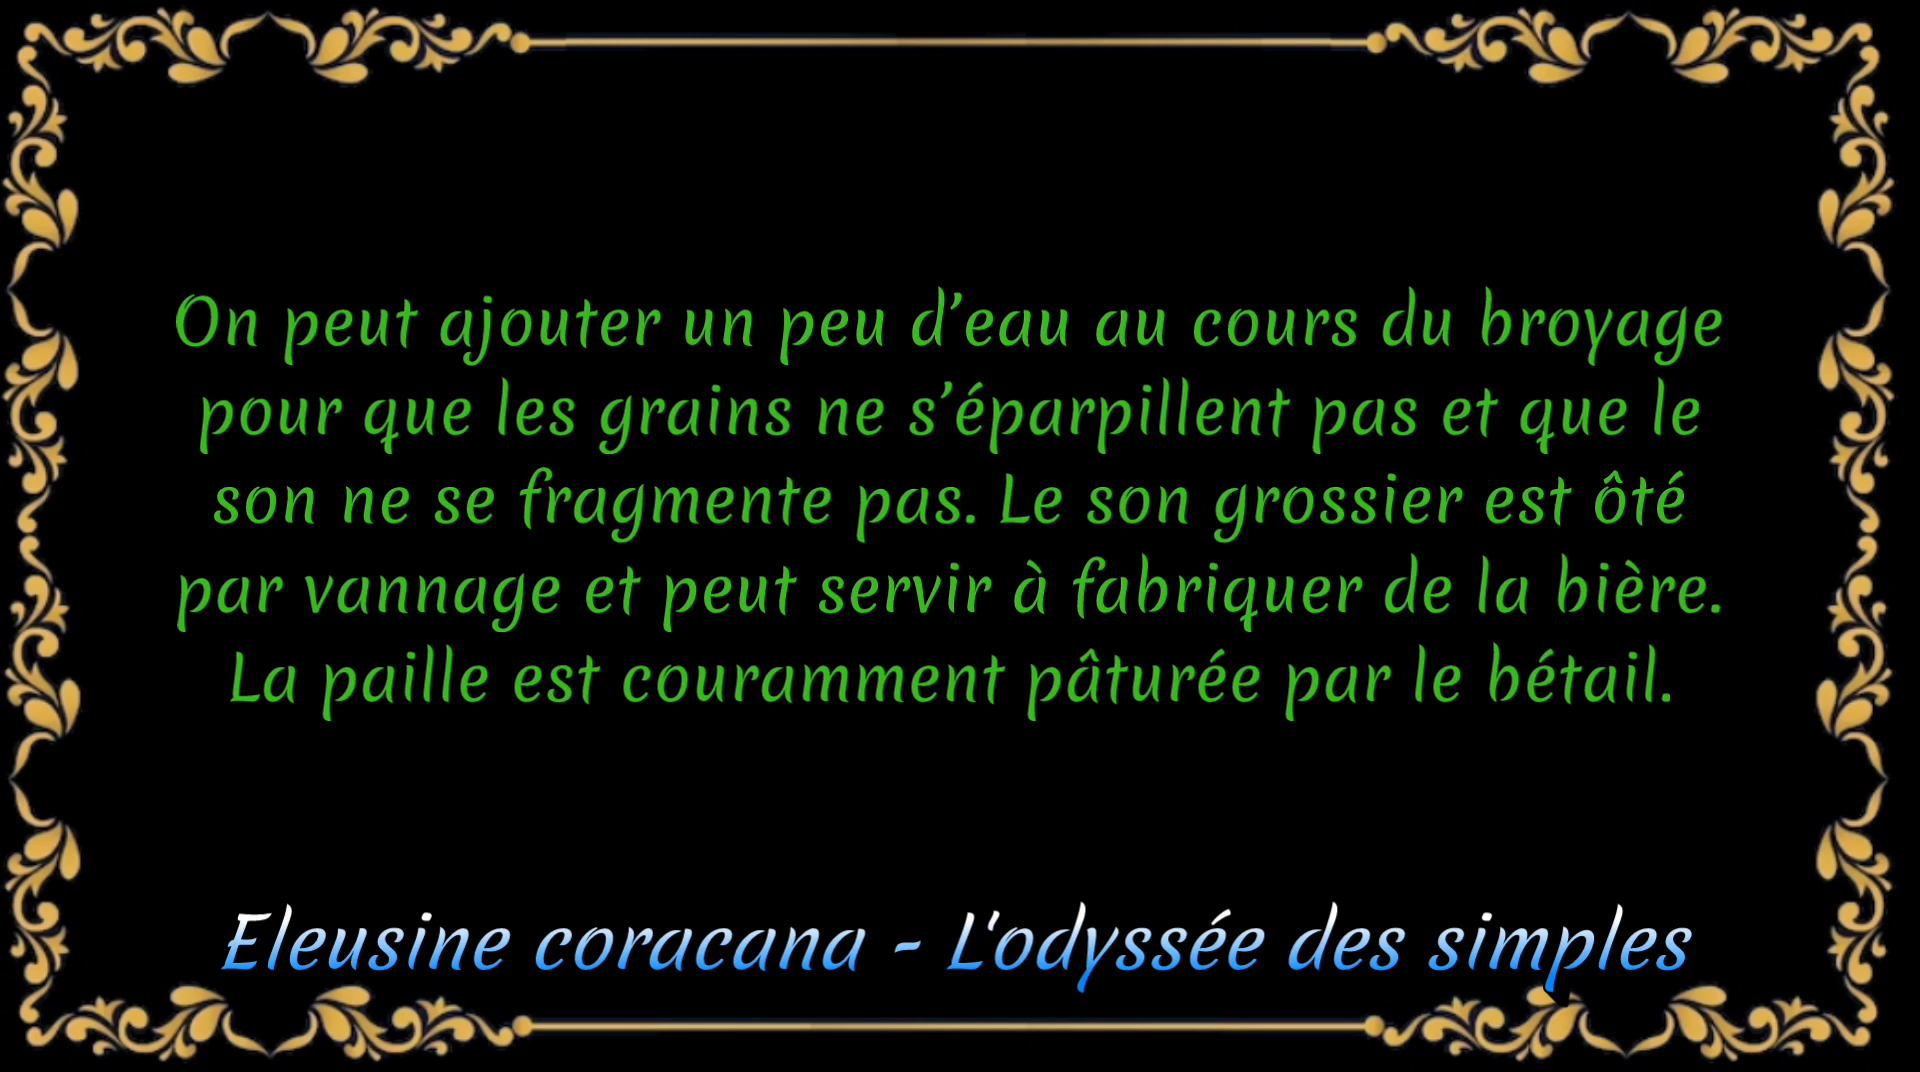 On peut ajouter un peu d’eau au cours du broyage
pour que les grains ne s’éparpillent pas et que le
son ne se fragmente pas. Le son grossier est ôté
par vannage et peut servir à fabriquer de la bière.
La paille est couramment pâturée par le bétail.
Eleusine coracana - L'odyssée des simples